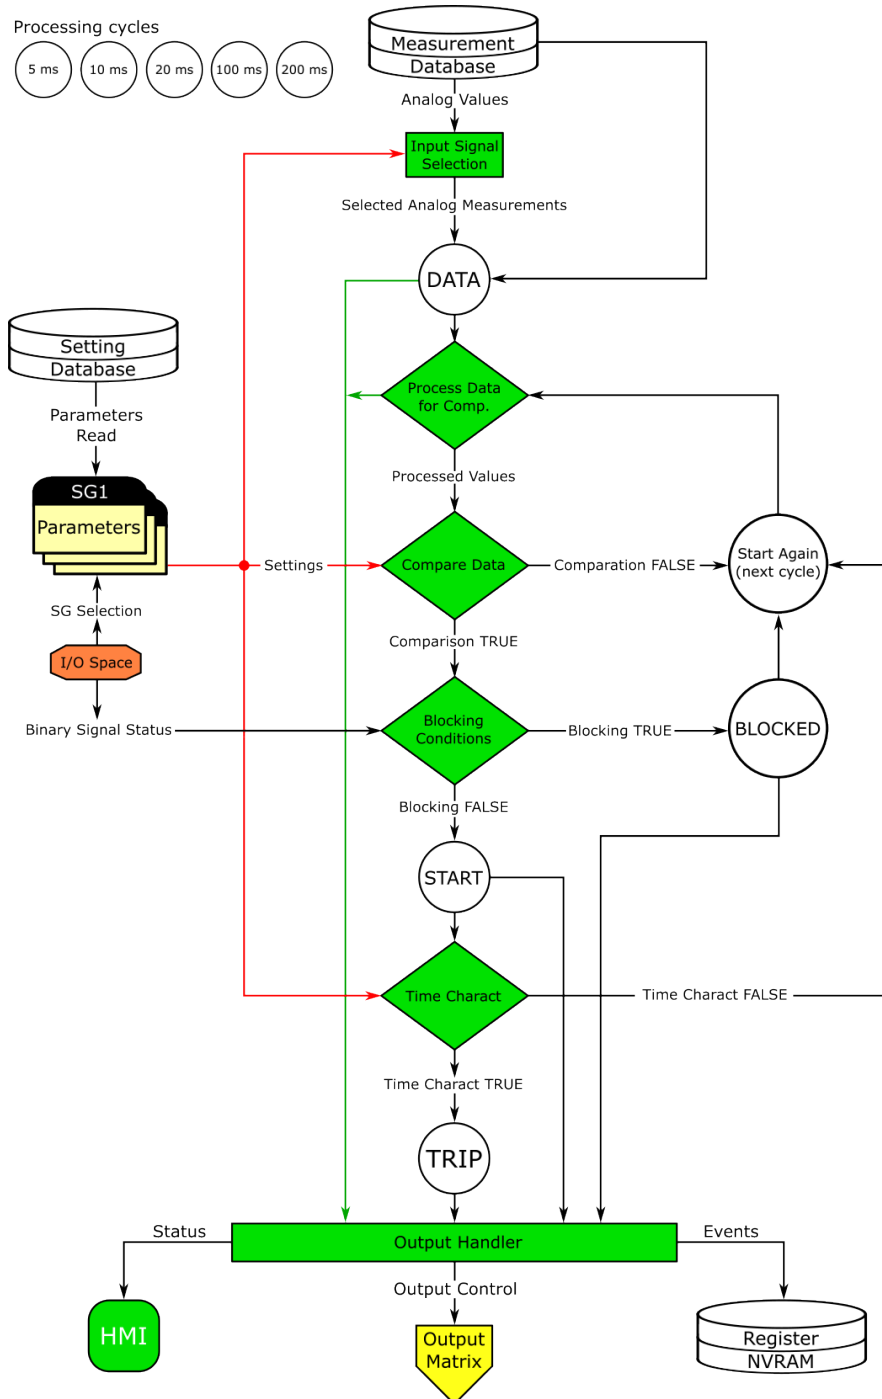 Processing cycles
5 ms
10 ms
20 ms
100 ms
200 ms
Measurement
Database
Analog Values
Input Signal
Selection
Selected Analog Measurements
DATA
Setting
Database
Process Data
for Comp.
Parameters
Read
Processed Values
SG1
Parameters
Settings
Compare Data
Comparation FALSE
Start Again
(next cycle)
SG Selection
Comparison TRUE
I/O Space
Binary Signal Status
Blocking
Conditions
Blocking TRUE
BLOCKED
Blocking FALSE
START
Time Charact
Time Charact FALSE
Time Charact TRUE
TRIP
Status
Output Handler
Events
Output Control
HMI
Output
Matrix
Register
NVRAM